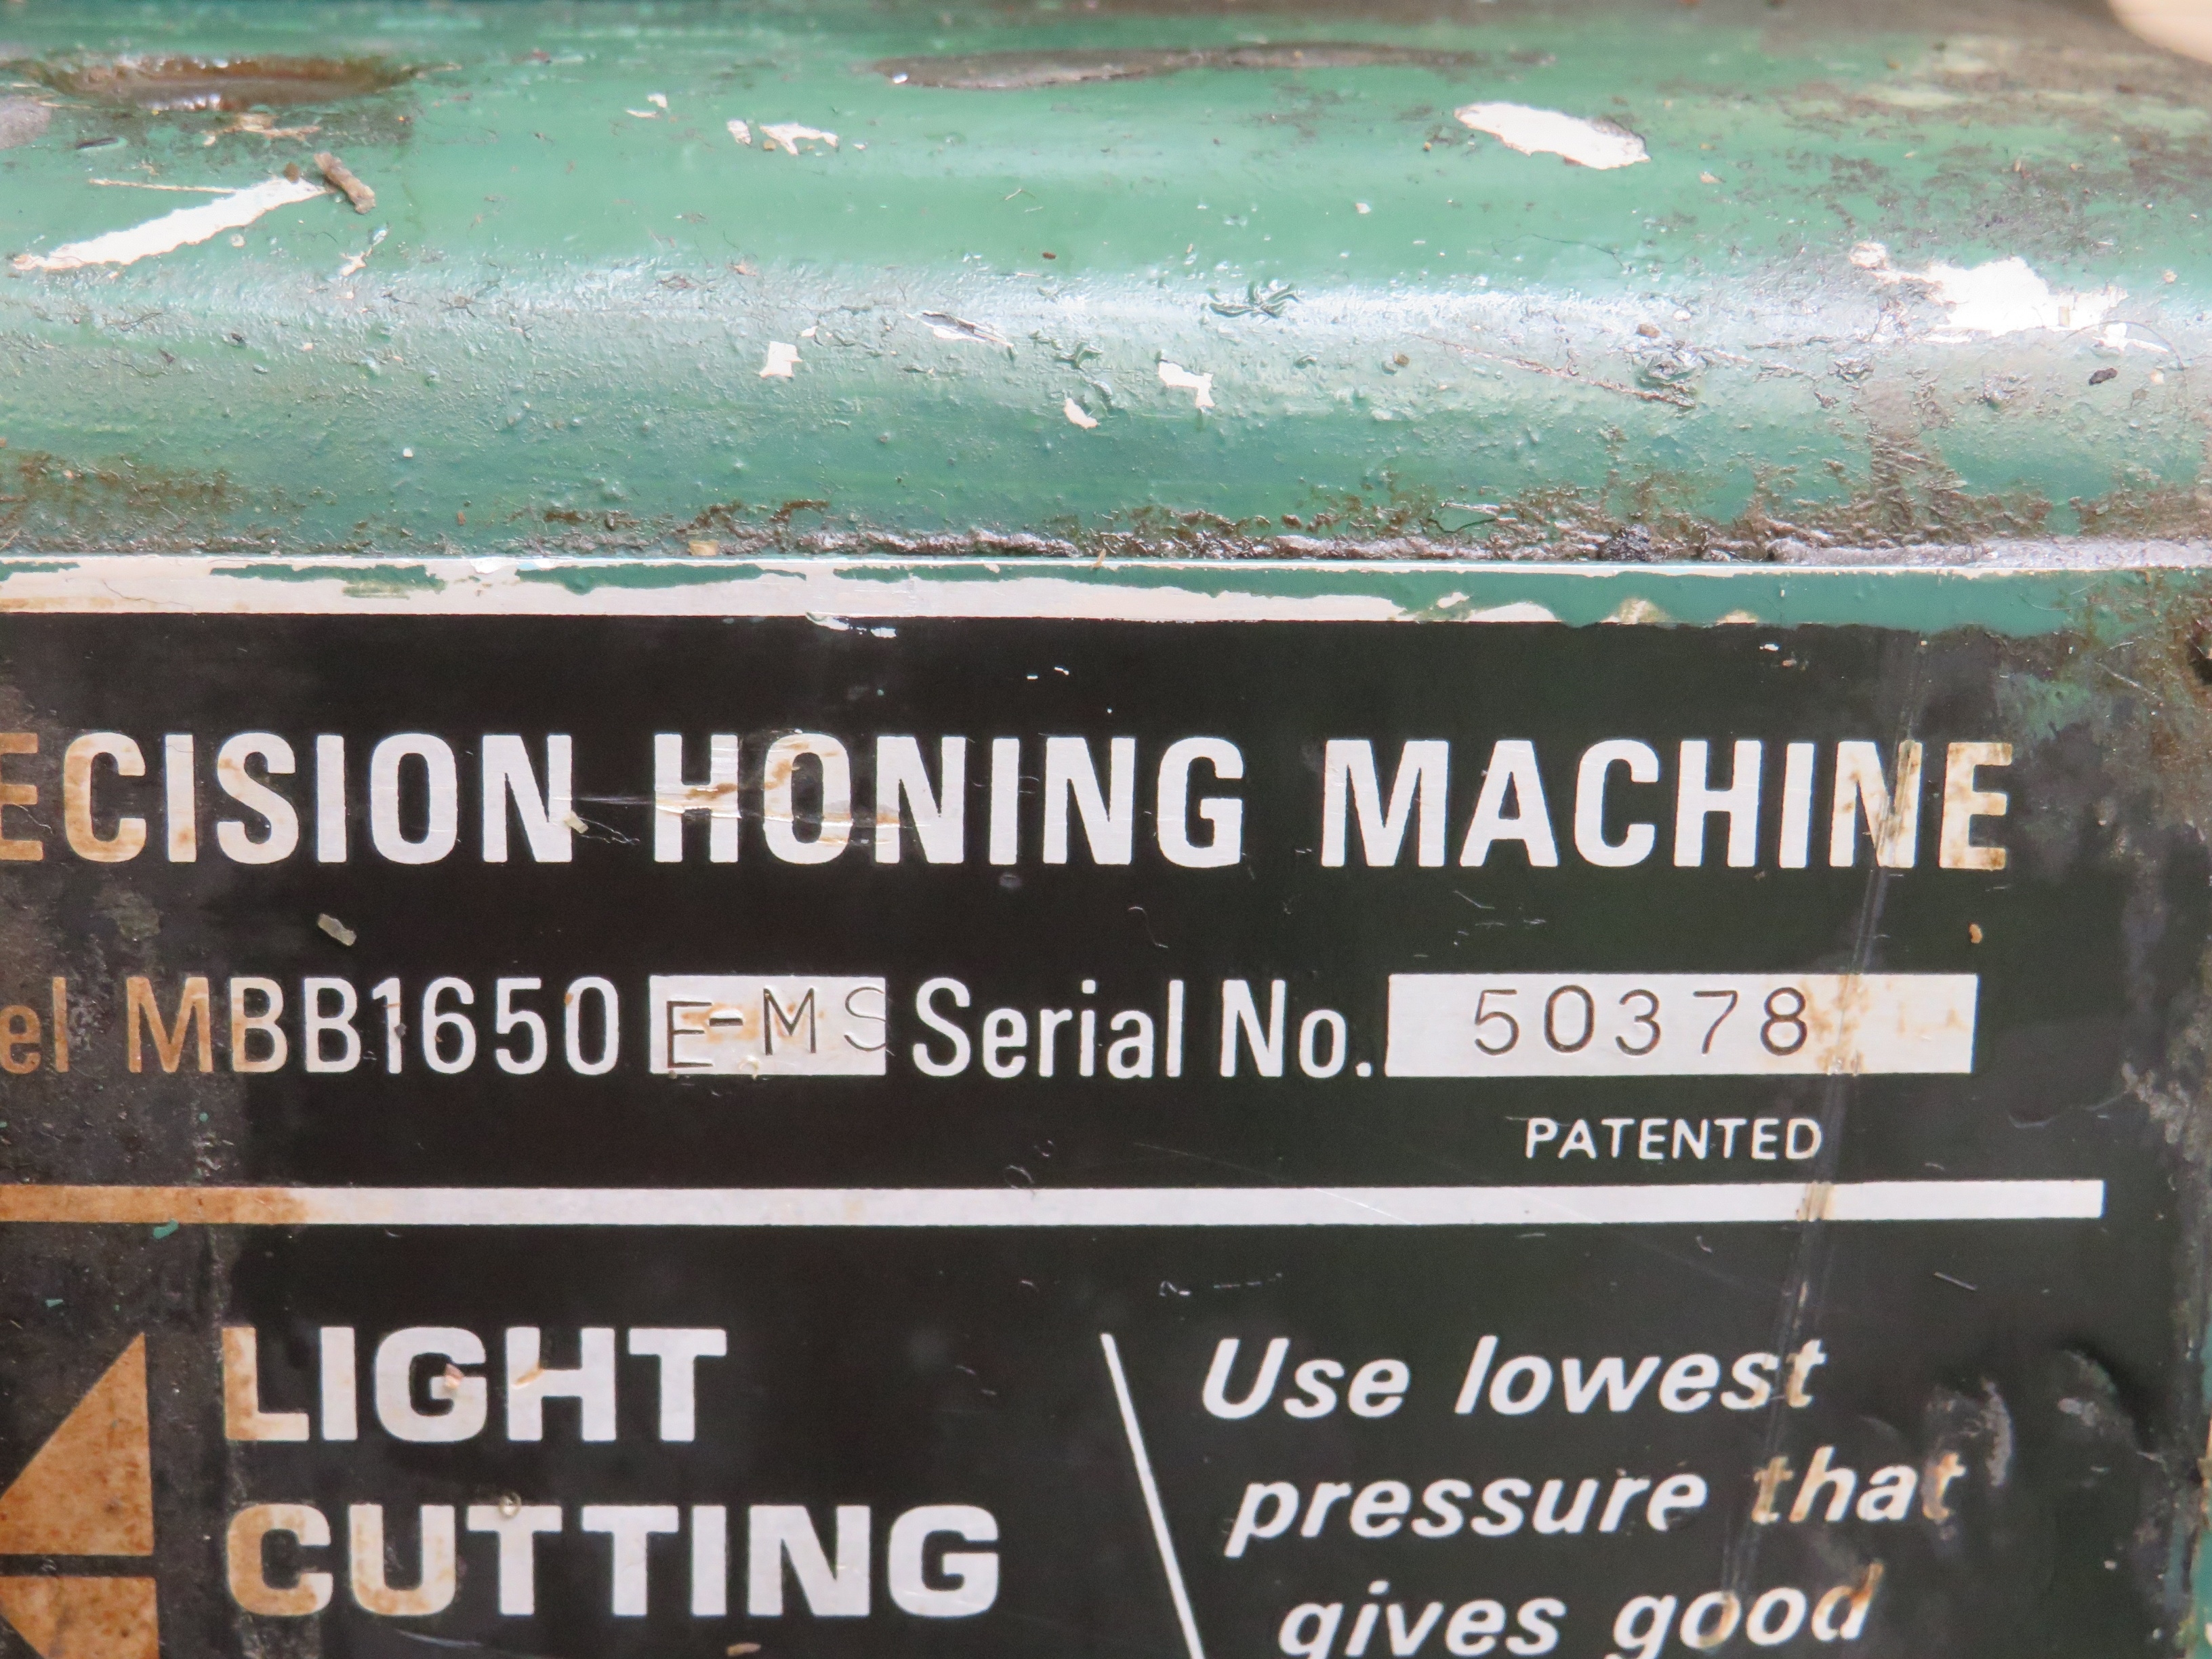 ECISION HONING MACHINE
el MBB1650 E-MS Serial No. 50378
PATENTED
LIGHT
CUTTING
Use lowest
pressure that
gives good